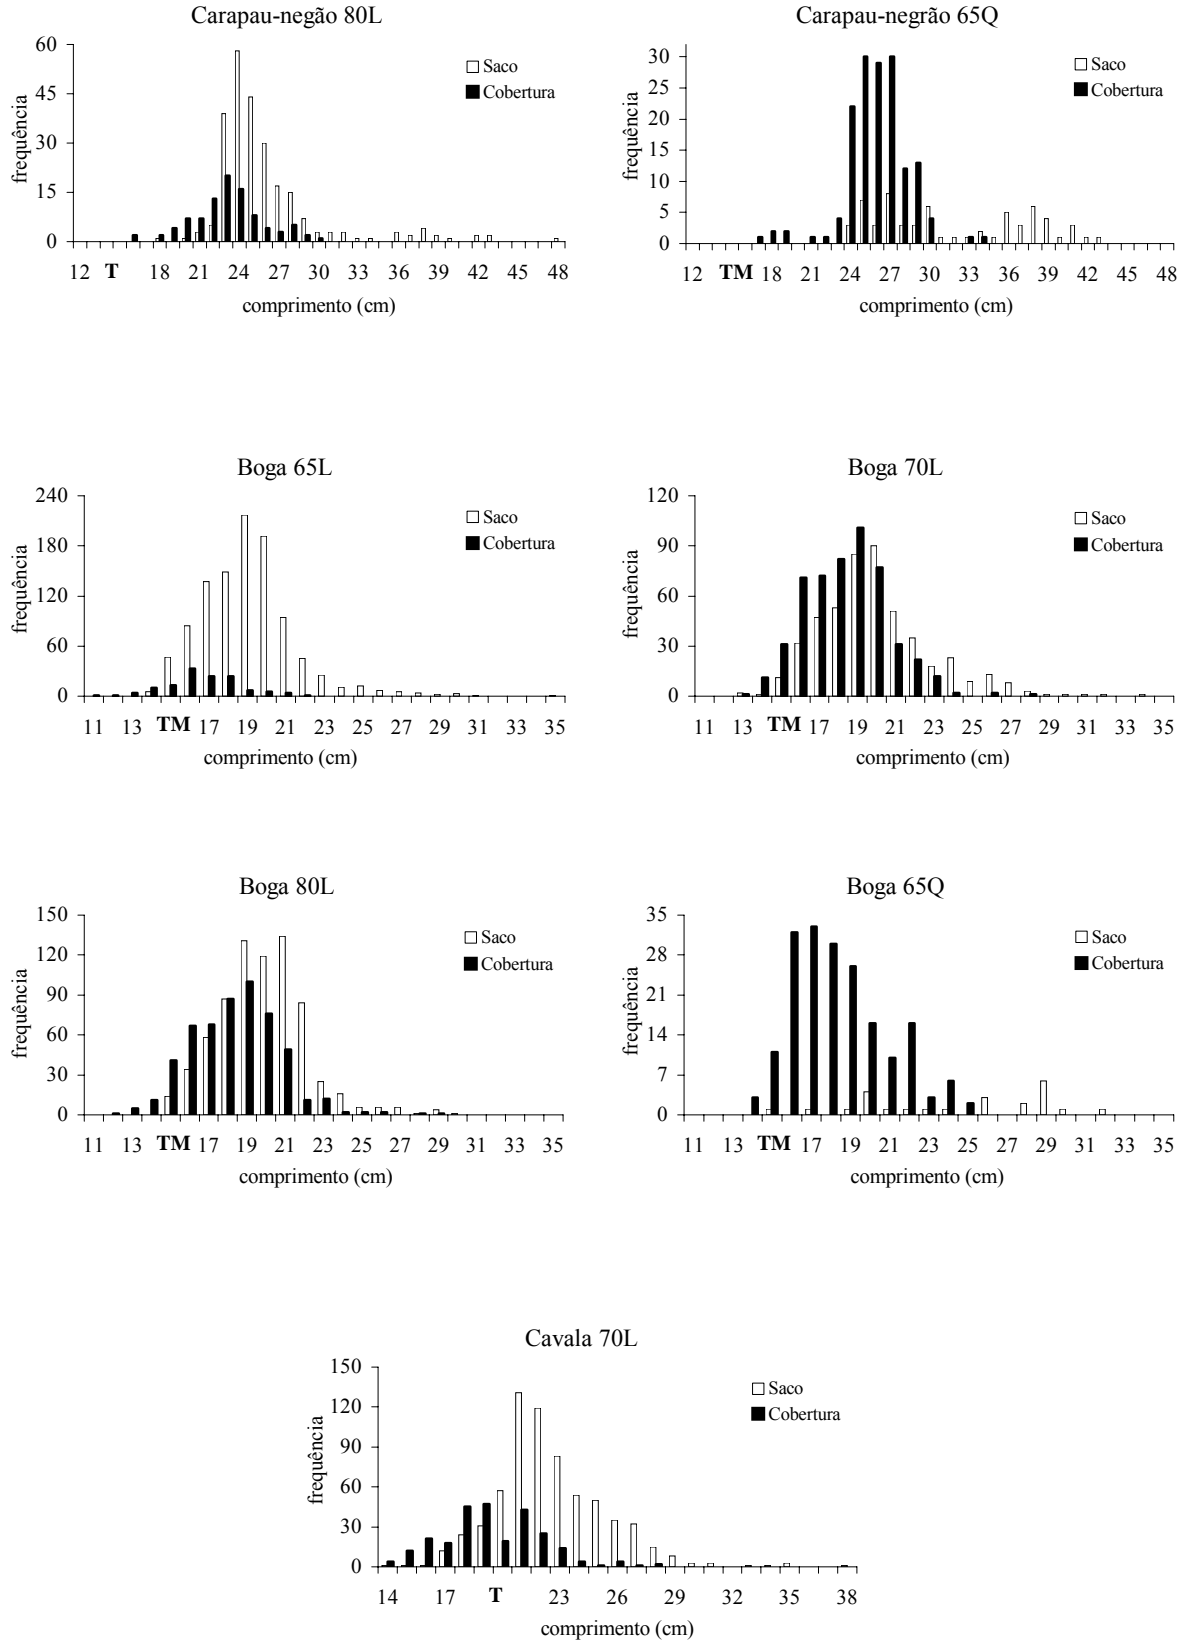 Carapau-negão 80L
60
45
30
15
0
frequência
Saco
Cobertura
12 T 18 21 24 27 30 33 36 39 42 45 48
comprimento (cm)
Carapau-negrão 65Q
30
25
20
15
10
5
0
frequência
Saco
Cobertura
12 TM 18 21 24 27 30 33 36 39 42 45 48
comprimento (cm)
Boga 65L
240
180
120
60
0
frequência
Saco
Cobertura
11 13 TM 17 19 21 23 25 27 29 31 33 35
comprimento (cm)
Boga 70L
120
90
60
30
0
frequência
Saco
Cobertura
11 13 TM 17 19 21 23 25 27 29 31 33 35
comprimento (cm)
Boga 80L
150
120
90
60
30
0
frequência
Saco
Cobertura
11 13 TM 17 19 21 23 25 27 29 31 33 35
comprimento (cm)
Boga 65Q
35
28
21
14
7
0
frequência
Saco
Cobertura
11 13 TM 17 19 21 23 25 27 29 31 33 35
comprimento (cm)
Cavala 70L
150
120
90
60
30
0
frequência
Saco
Cobertura
14 17 T 23 26 29 32 35 38
comprimento (cm)